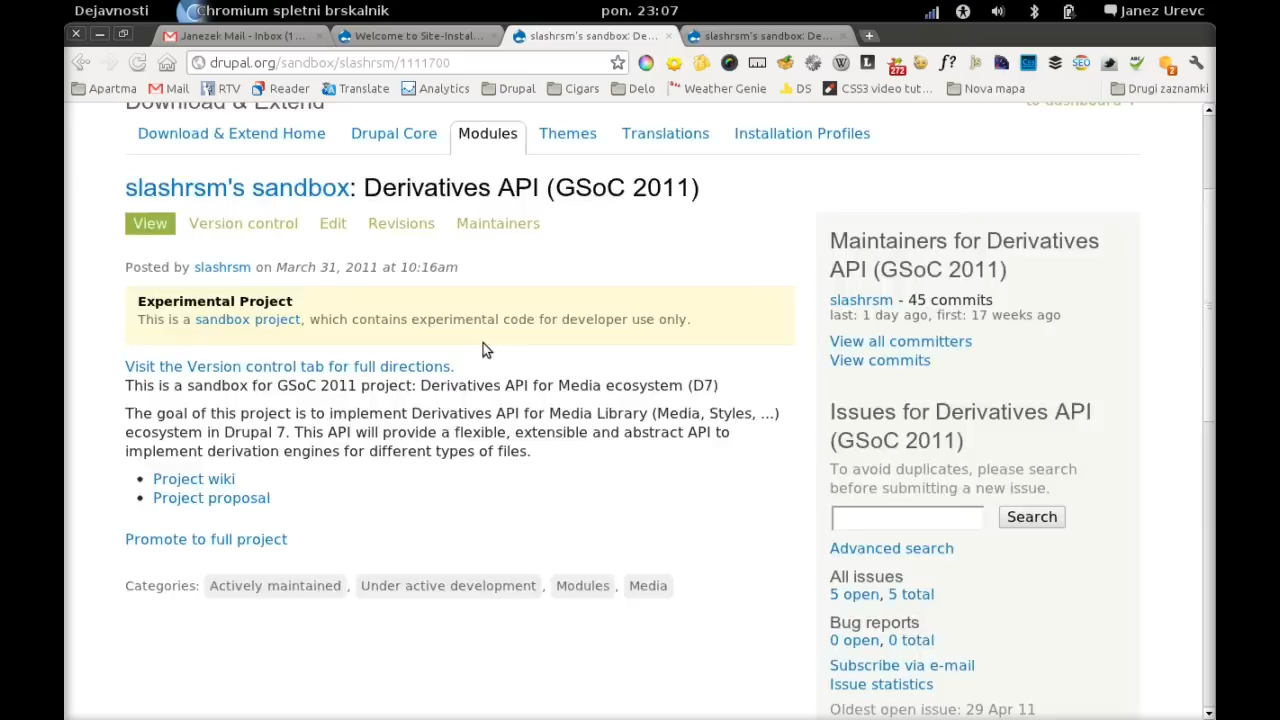 Dejavnosti
Chromium spletni brskalnik
pon. 23:07
Janez Urevc
Janezek Mail - Inbox (1 ...
Welcome to Site-Instal...
slashrsm's sandbox: De...
slashrsm's sandbox: De...
drupal.org/sandbox/slashrsm/1111700
272
f?
SEO
2
Apartma
Mail
RTV
Reader
Translate
Analytics
Drupal
Cigars
Delo
Weather Genie
DS
CSS3 video tut...
Nova mapa
Drugi zaznamki
Download & Extend
to dashboard
Download & Extend Home
Drupal Core
Modules
Themes
Translations
Installation Profiles
slashrsm's sandbox: Derivatives API (GSoC 2011)
View
Version control
Edit
Revisions
Maintainers
Posted by slashrsm on March 31, 2011 at 10:16am
Experimental Project
This is a sandbox project, which contains experimental code for developer use only.
Visit the Version control tab for full directions.
This is a sandbox for GSoC 2011 project: Derivatives API for Media ecosystem (D7)
The goal of this project is to implement Derivatives API for Media Library (Media, Styles, ...)
ecosystem in Drupal 7. This API will provide a flexible, extensible and abstract API to
implement derivation engines for different types of files.
• Project wiki
• Project proposal
Promote to full project
Categories: Actively maintained , Under active development , Modules , Media
Maintainers for Derivatives
API (GSoC 2011)
slashrsm - 45 commits
last: 1 day ago, first: 17 weeks ago
View all committers
View commits
Issues for Derivatives API
(GSoC 2011)
To avoid duplicates, please search
before submitting a new issue.
Search
Advanced search
All issues
5 open, 5 total
Bug reports
0 open, 0 total
Subscribe via e-mail
Issue statistics
Oldest open issue: 29 Apr 11